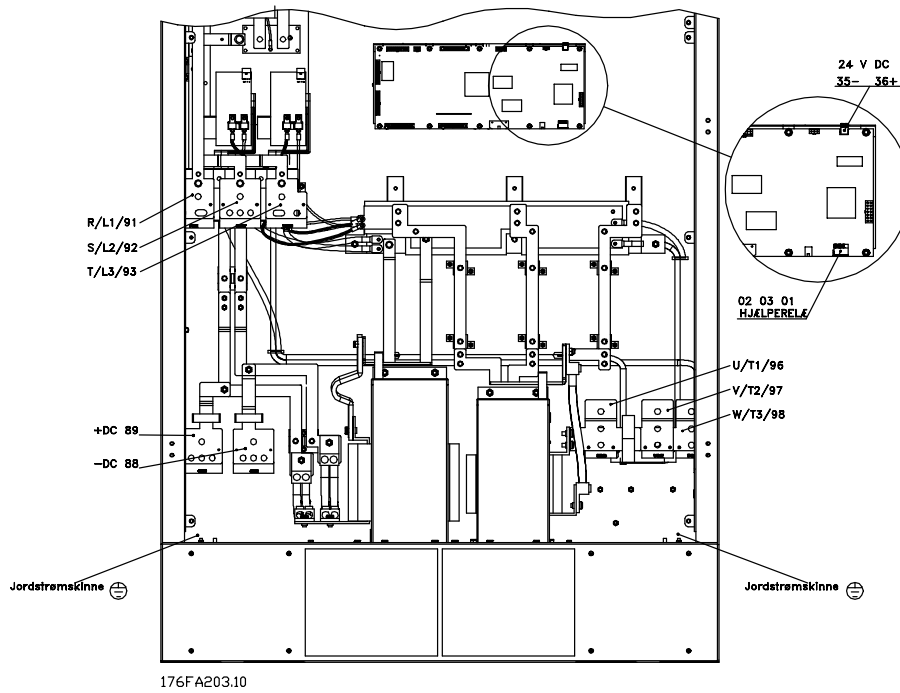 24 V DC
35- 36+
R/L1/91
S/L2/92
T/L3/93
02 03 01
HJÆLPERELÆ
U/T1/96
V/T2/97
W/T3/98
+DC 89
-DC 88
Jordstrømskinne
Jordstrømskinne
176FA203.10